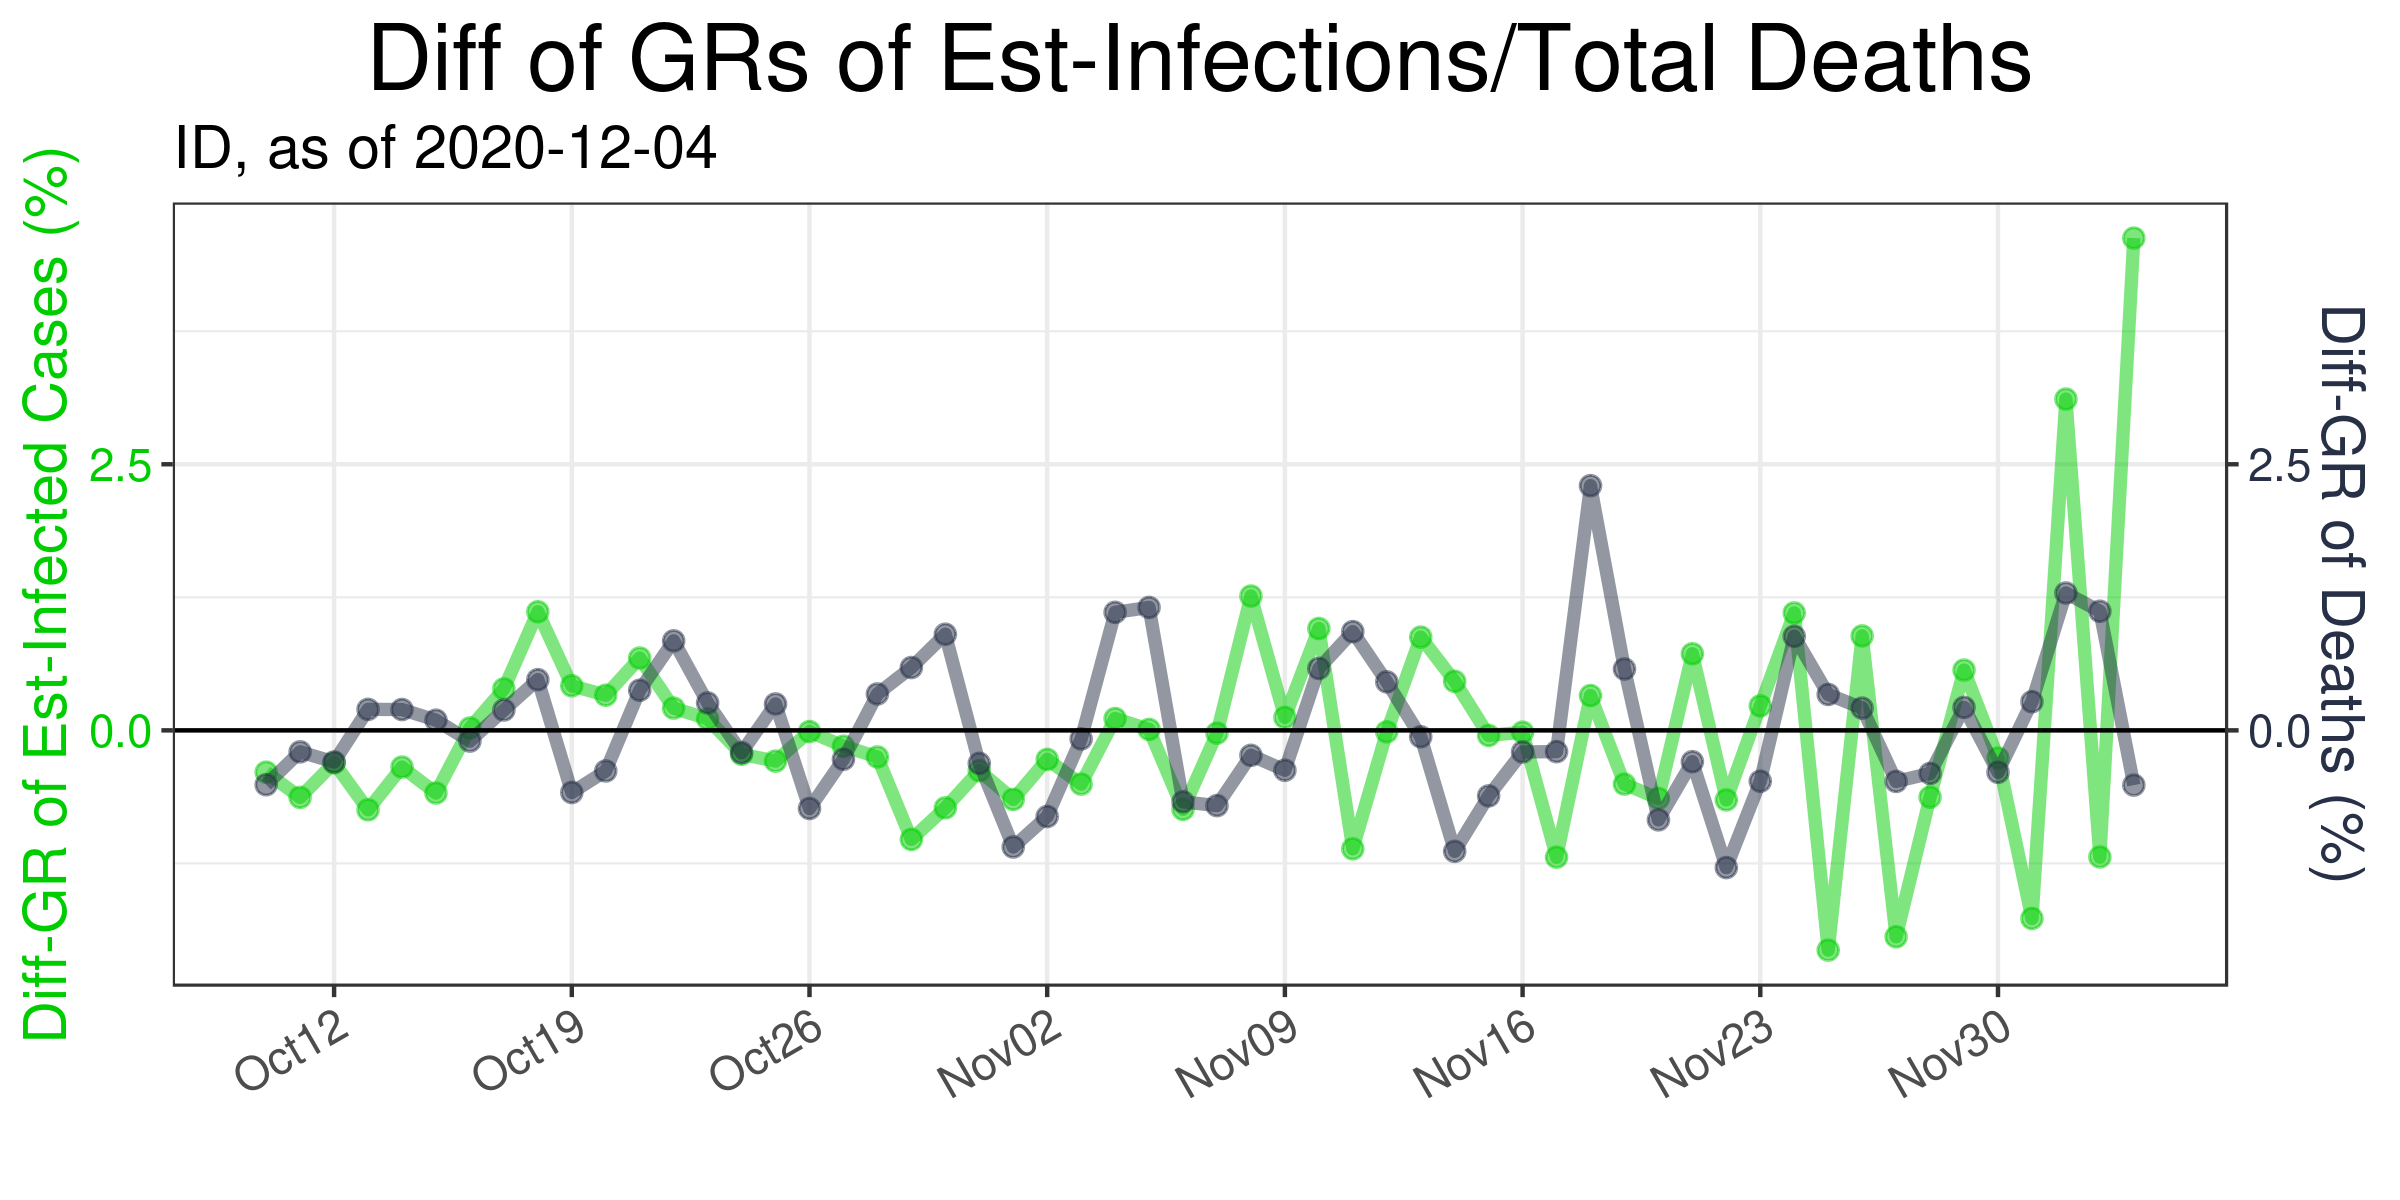 Diff of GRs of Est-Infections/Total Deaths
ID, as of 2020-12-04
Diff-GR of Est-Infected Cases (%)
2.5
0.0
2.5
0.0
Diff-GR of Deaths (%)
Oct12
Oct19
Oct26
Nov02
Nov09
Nov16
Nov23
Nov30